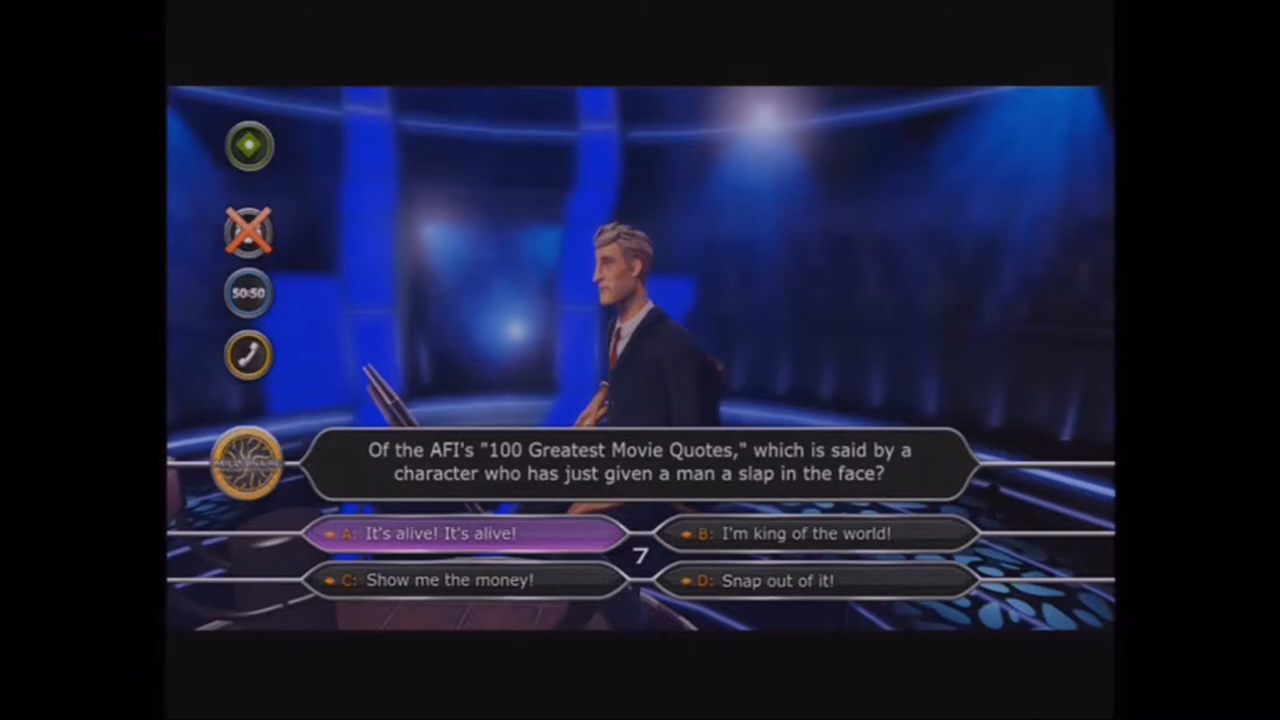 50:50
MILLIONAIRE
Of the AFI's "100 Greatest Movie Quotes," which is said by a
character who has just given a man a slap in the face?
A: It's alive! It's alive!
B: I'm king of the world!
7
C: Show me the money!
D: Snap out of it!